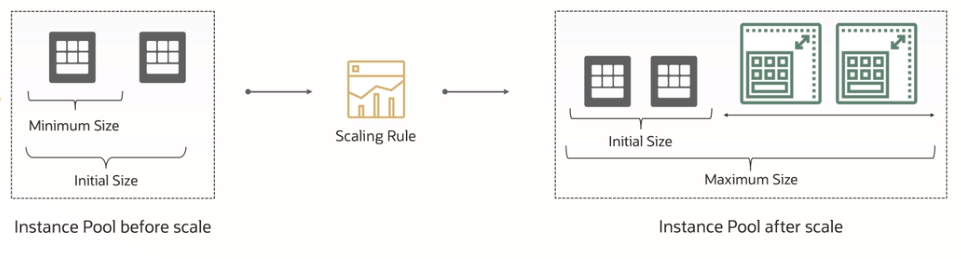 Minimum Size
Initial Size
Instance Pool before scale
Scaling Rule
Initial Size
Maximum Size
Instance Pool after scale